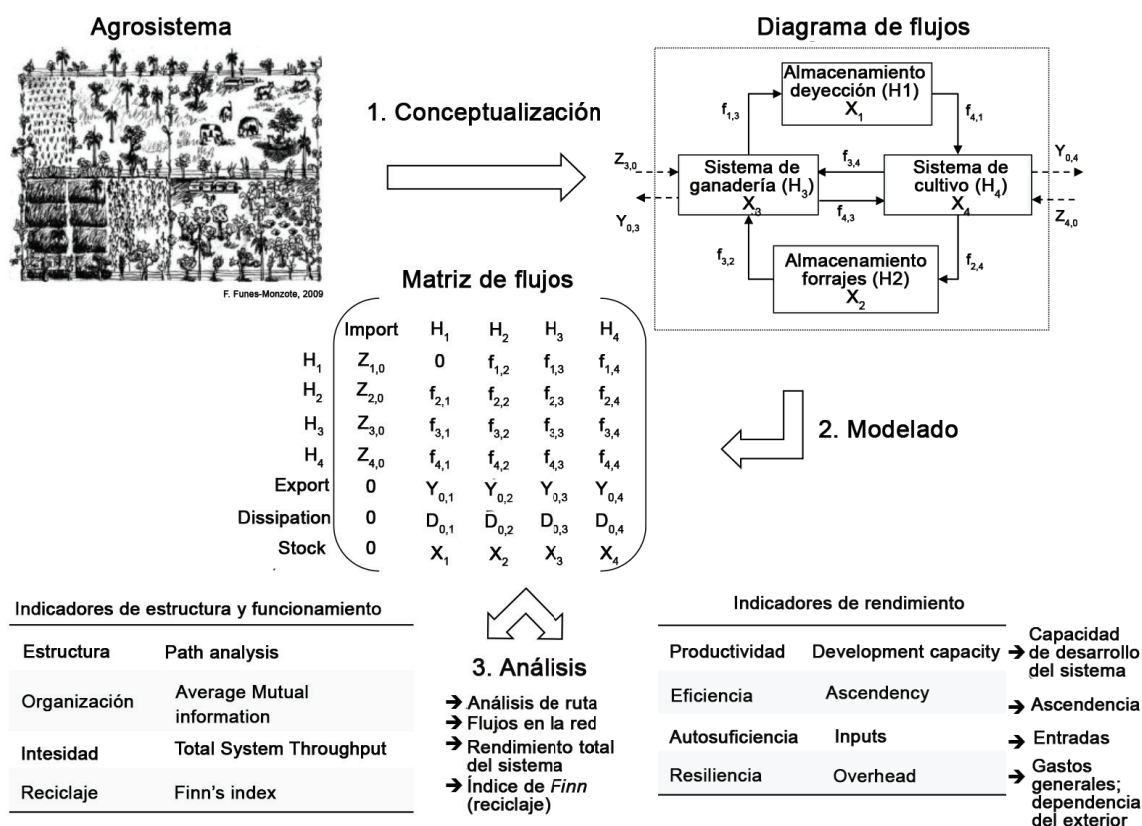 Agrosistema
F. Funes-Monzote, 2009
1. Conceptualización
Diagrama de flujos
Almacenamiento
deyección (H1)
X1
f1,3
f4,1
Z3,0
Sistema de
ganadería (H3)
X3
f3,4
f4,3
Sistema de
cultivo (H4)
X4
Y0,4
Y0,3
Z4,0
f3,2
Almacenamiento
forrajes (H2)
X2
f2,4
Matriz de flujos
Import H1 H2 H3 H4
H1 Z1,0 0 f1,2 f1,3 f1,4
H2 Z2,0 f2,1 f2,2 f2,3 f2,4
H3 Z3,0 f3,1 f3,2 f3,3 f3,4
H4 Z4,0 f4,1 f4,2 f4,3 f4,4
Export 0 Y0,1 Y0,2 Y0,3 Y0,4
Dissipation 0 D0,1 D0,2 D0,3 D0,4
Stock 0 X1 X2 X3 X4
2. Modelado
Indicadores de estructura y funcionamiento
Estructura Path analysis
Organización Average Mutual
information
Intesidad Total System Throughput
Reciclaje Finn's index
3. Análisis
➔ Análisis de ruta
➔ Flujos en la red
➔ Rendimiento total
del sistema
➔ Índice de Finn
(reciclaje)
Indicadores de rendimiento
Productividad Development capacity ➔ Capacidad
de desarrollo
del sistema
Eficiencia Ascendency ➔ Ascendencia
Autosuficiencia Inputs ➔ Entradas
Resiliencia Overhead ➔ Gastos
generales;
dependencia
del exterior